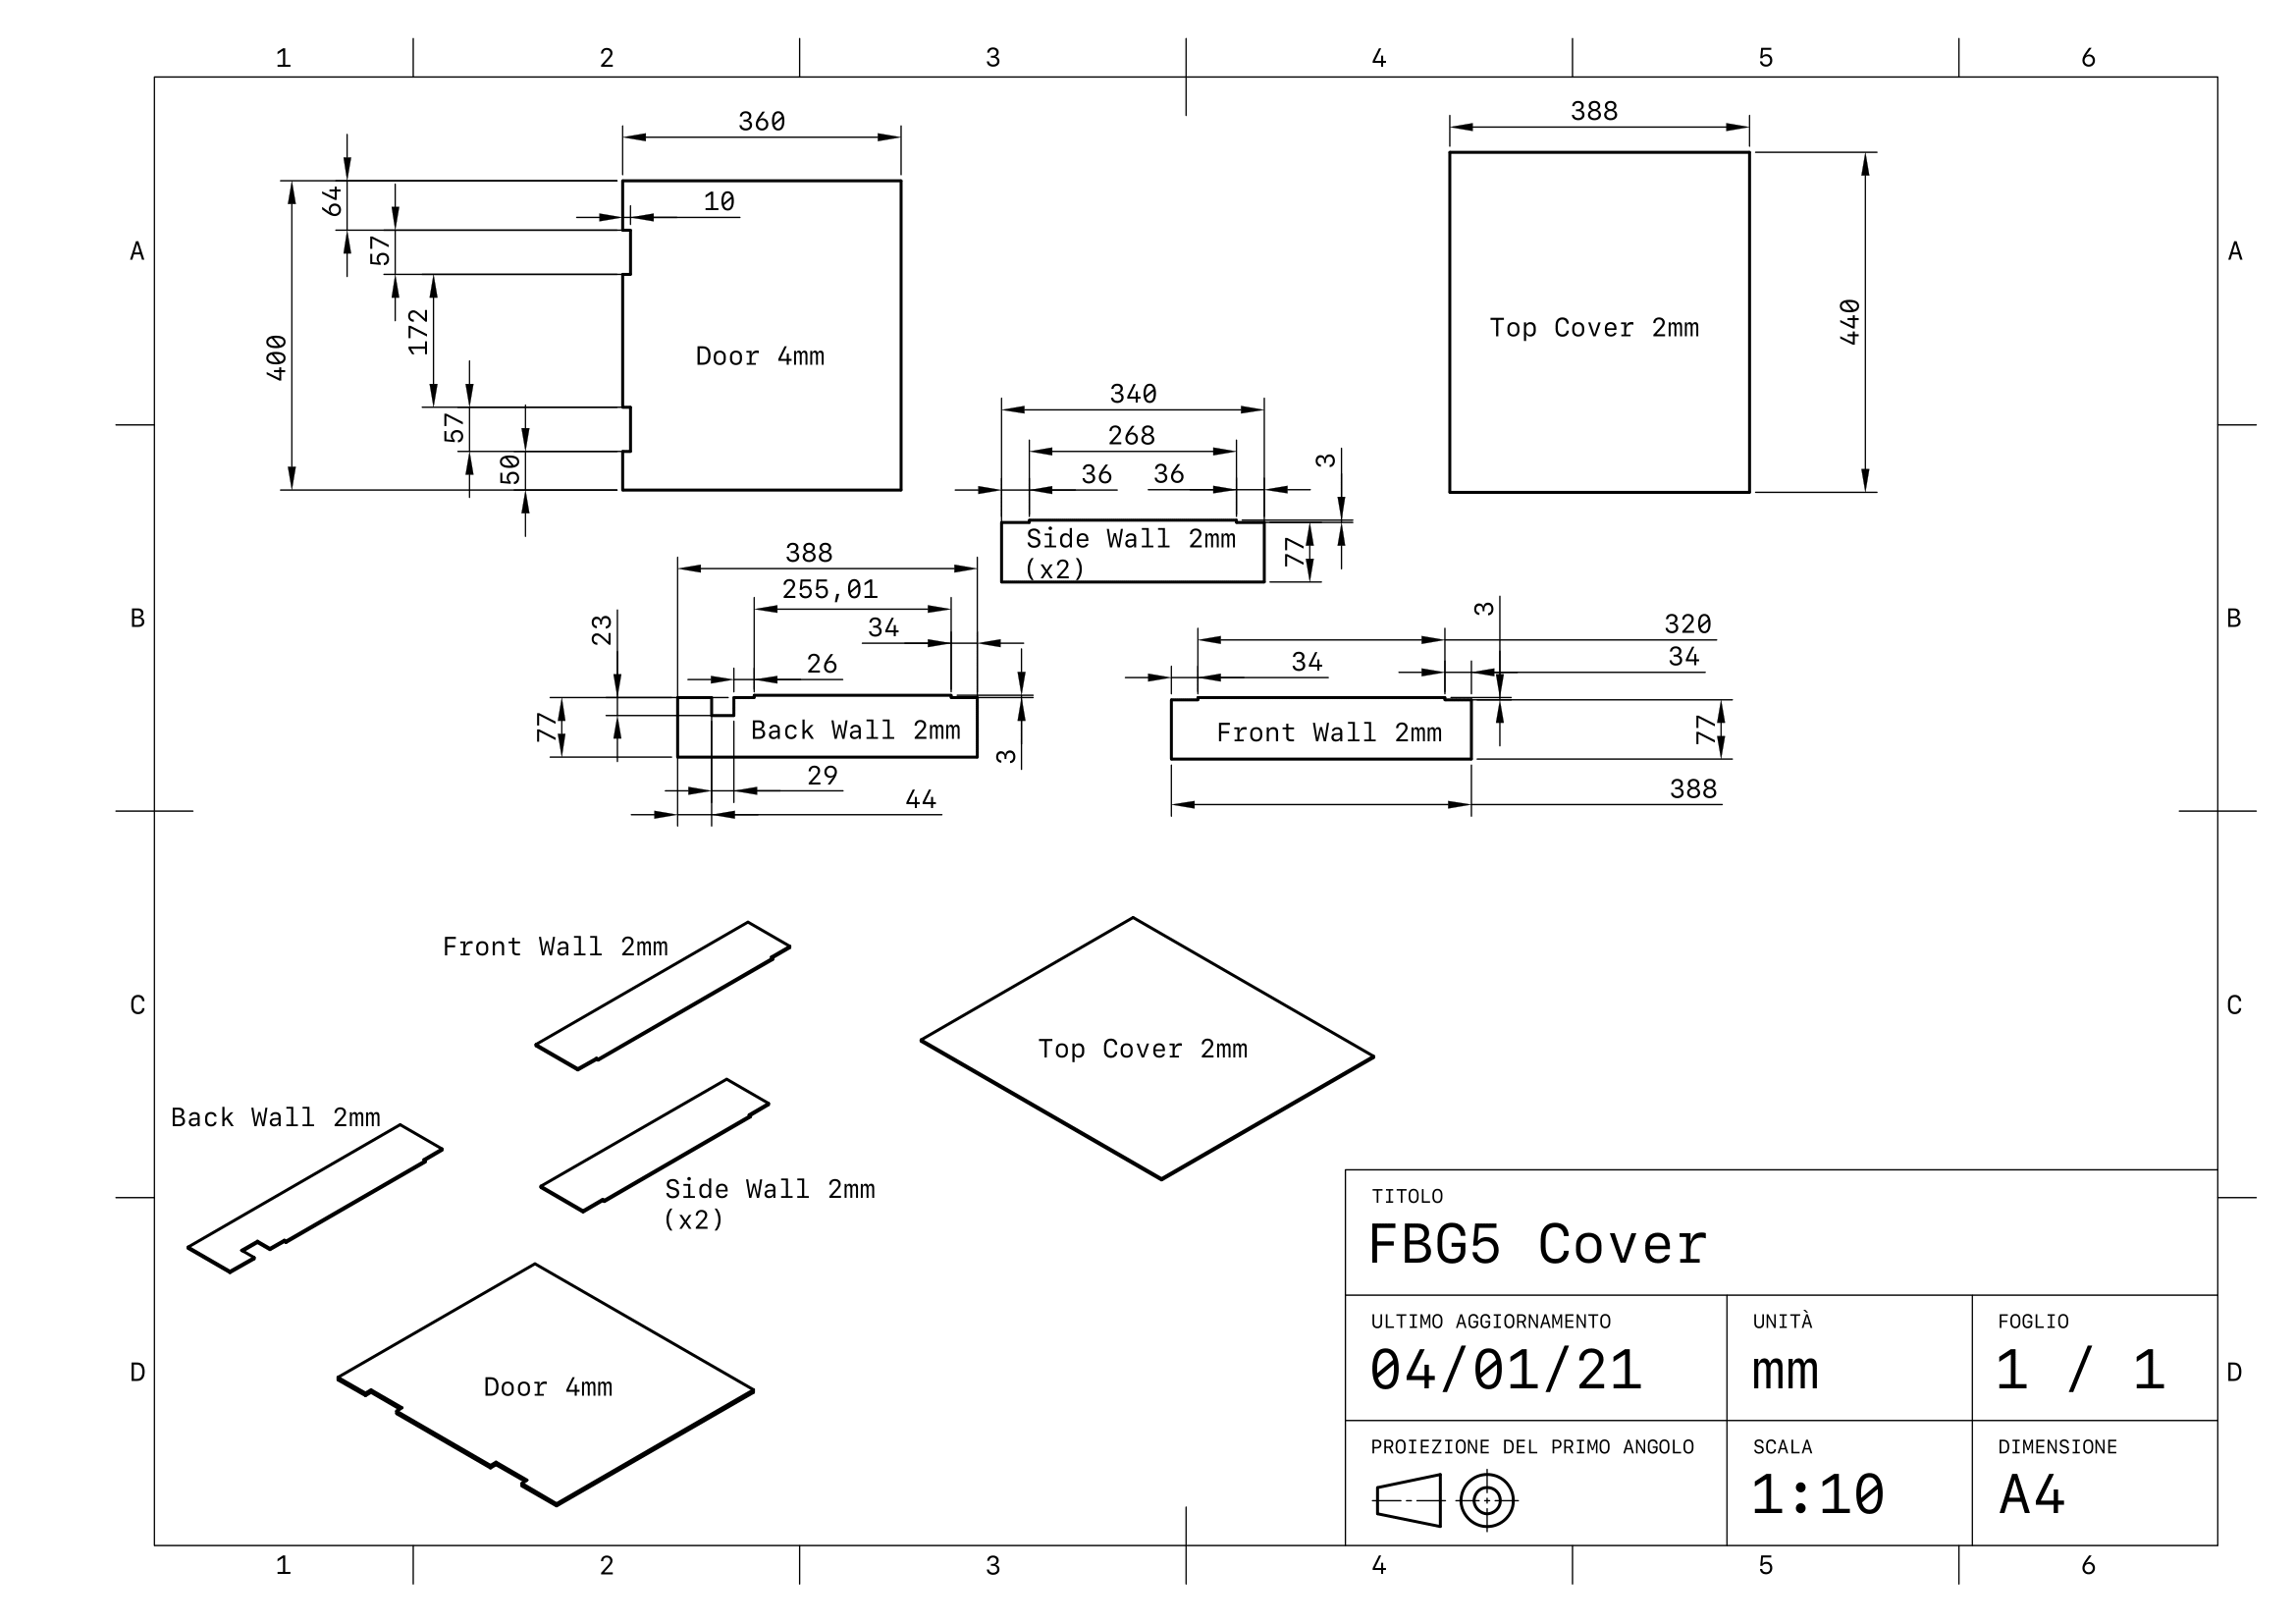 1 2 3 4 5 6
A A
B B
C C
D D
1 2 3 4 5 6
360
10
64
57
172
400
57
50
Door 4mm
388
440
Top Cover 2mm
340
268
36 36
3
77
Side Wall 2mm
(x2)
388
255,01
34
23
26
77
3
Back Wall 2mm
29
44
3
320
34
34
77
Front Wall 2mm
388
Front Wall 2mm
Top Cover 2mm
Back Wall 2mm
Side Wall 2mm
(x2)
Door 4mm
TITOLO
FBG5 Cover
ULTIMO AGGIORNAMENTO
04/01/21
UNITÀ
mm
FOGLIO
1 / 1
PROIEZIONE DEL PRIMO ANGOLO
SCALA
1:10
DIMENSIONE
A4